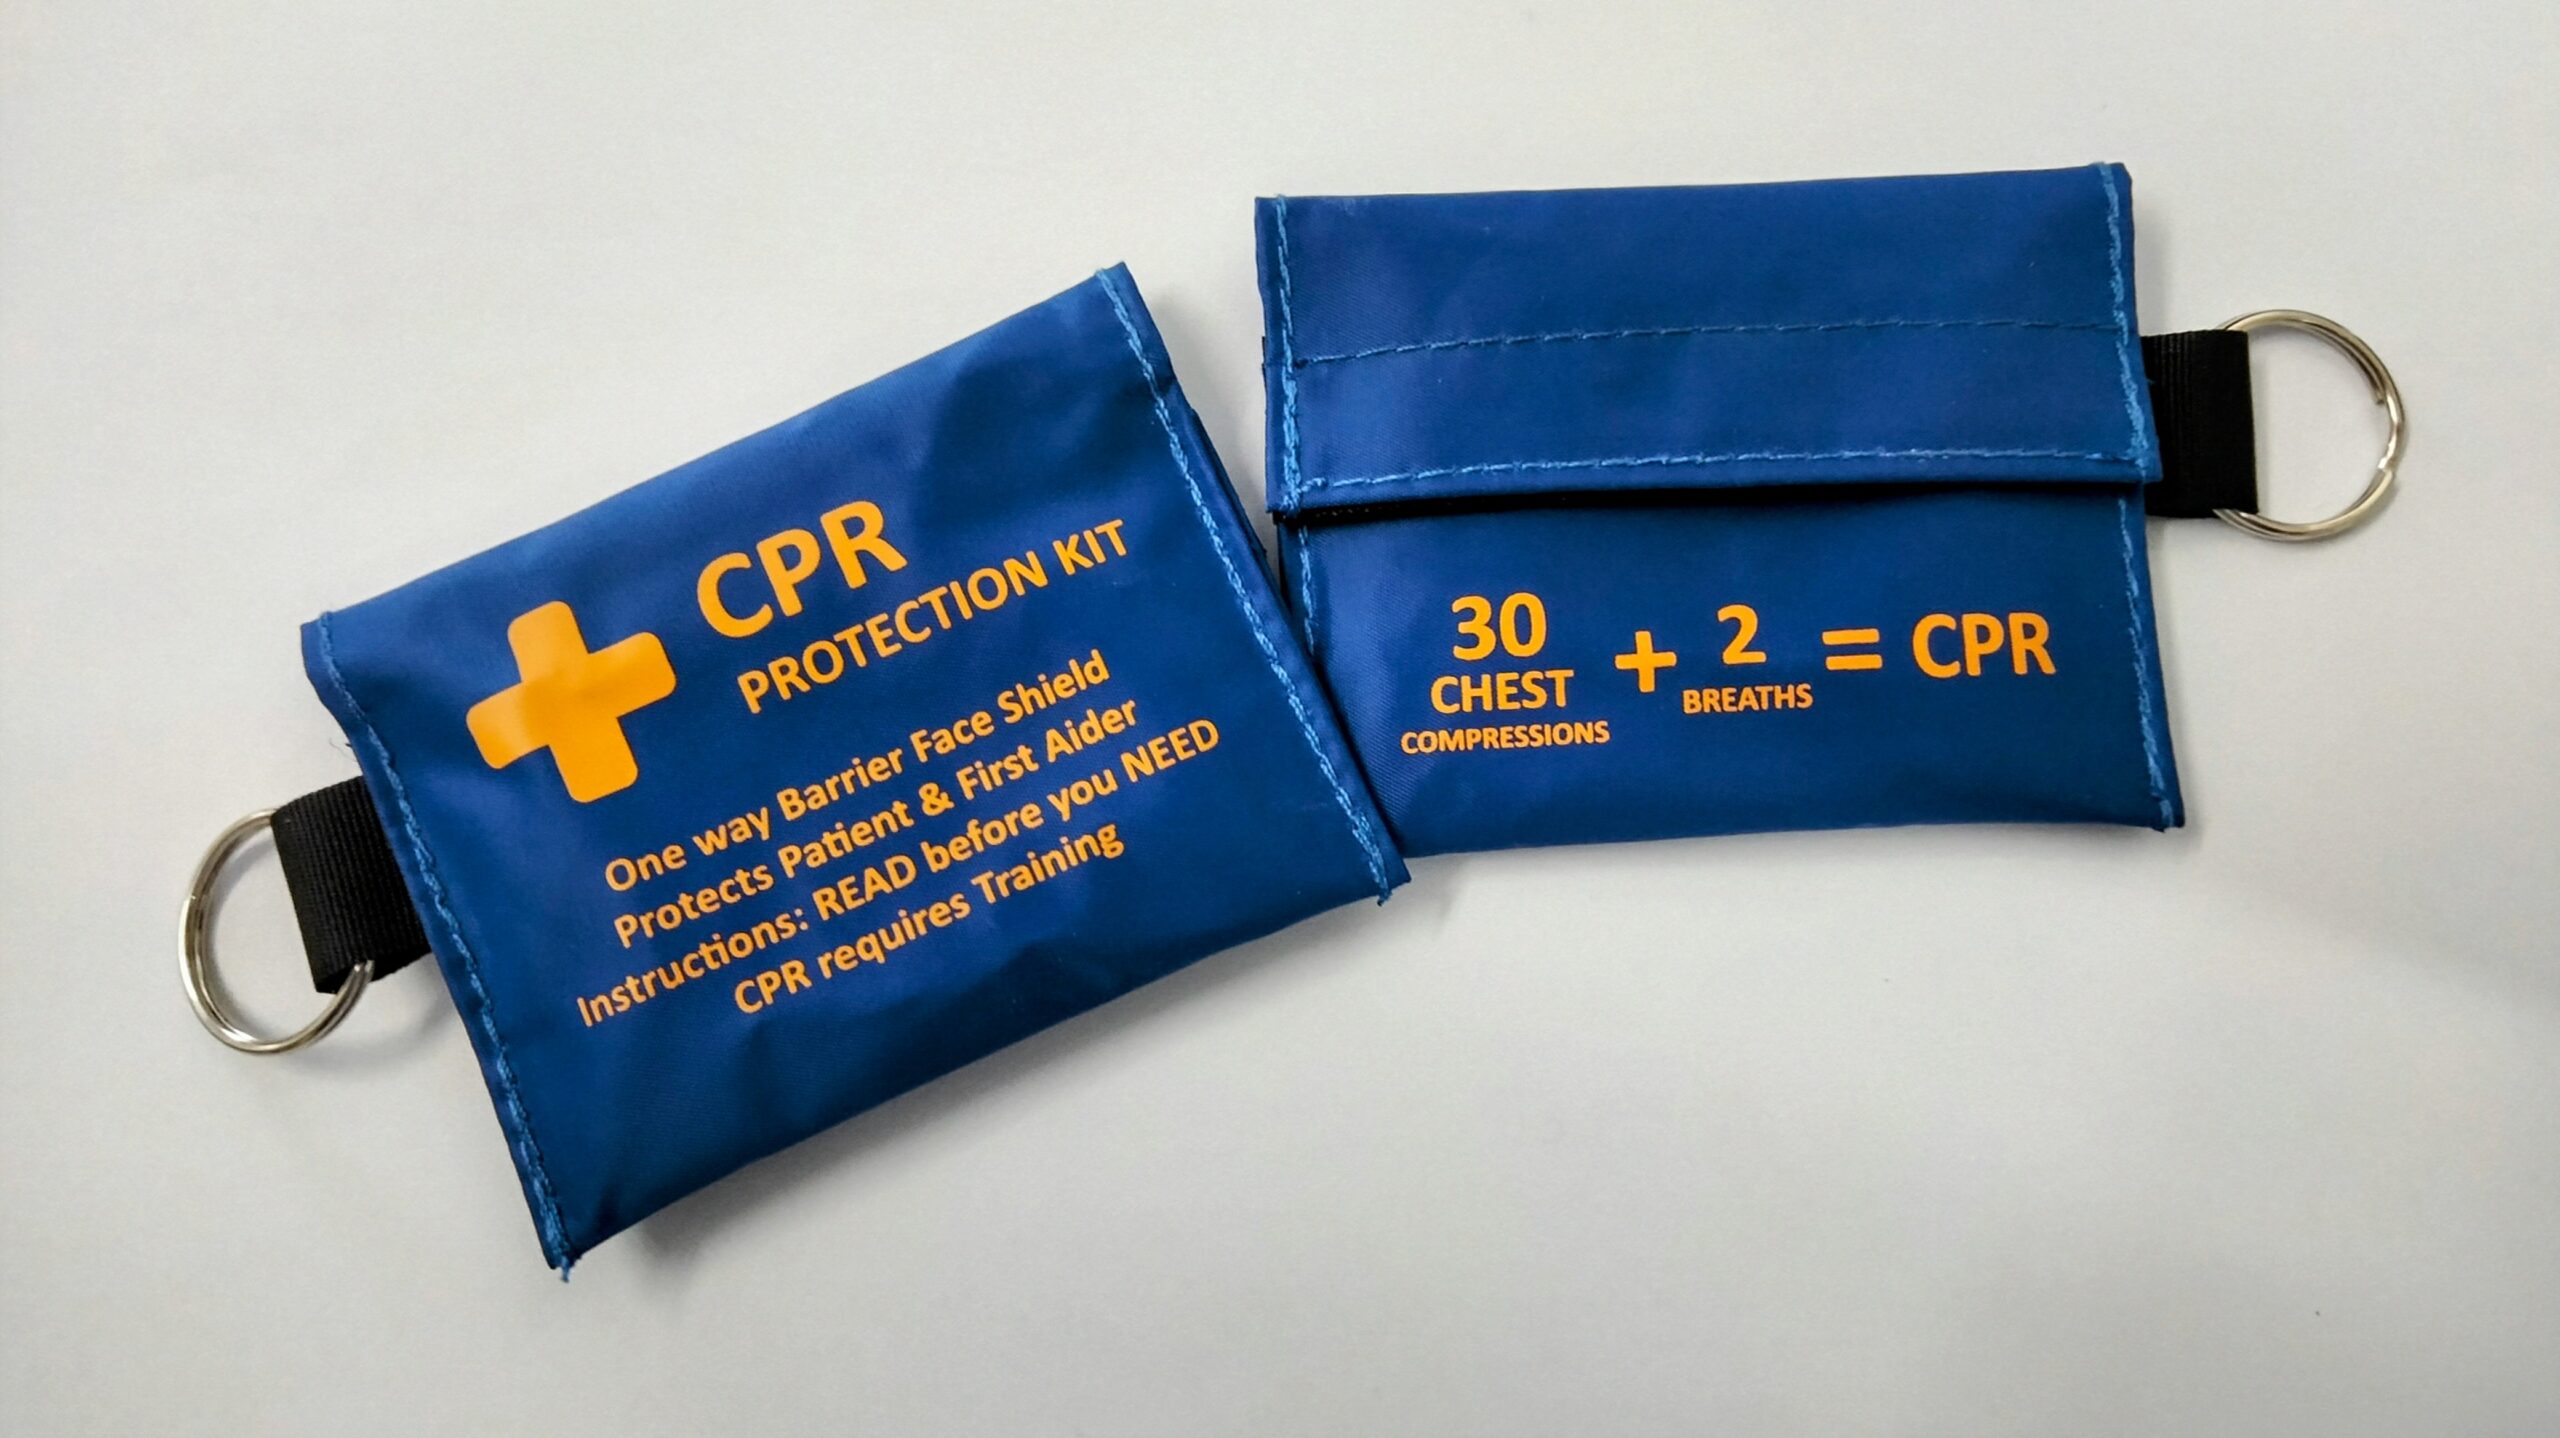 CPR
PROTECTION KIT
One way Barrier Face Shield
Protects Patient & First Aider
Instructions: READ before you NEED
CPR requires Training
30 + 2 = CPR
CHEST BREATHS
COMPRESSIONS